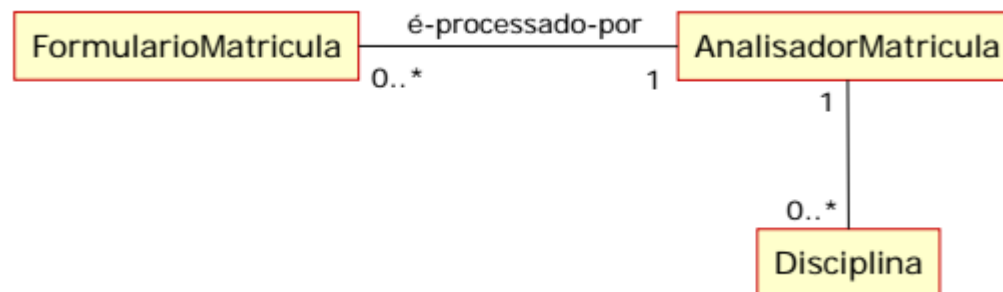 é-processado-por
FormularioMatricula
AnalisadorMatricula
0..*
1
1
0..*
Disciplina